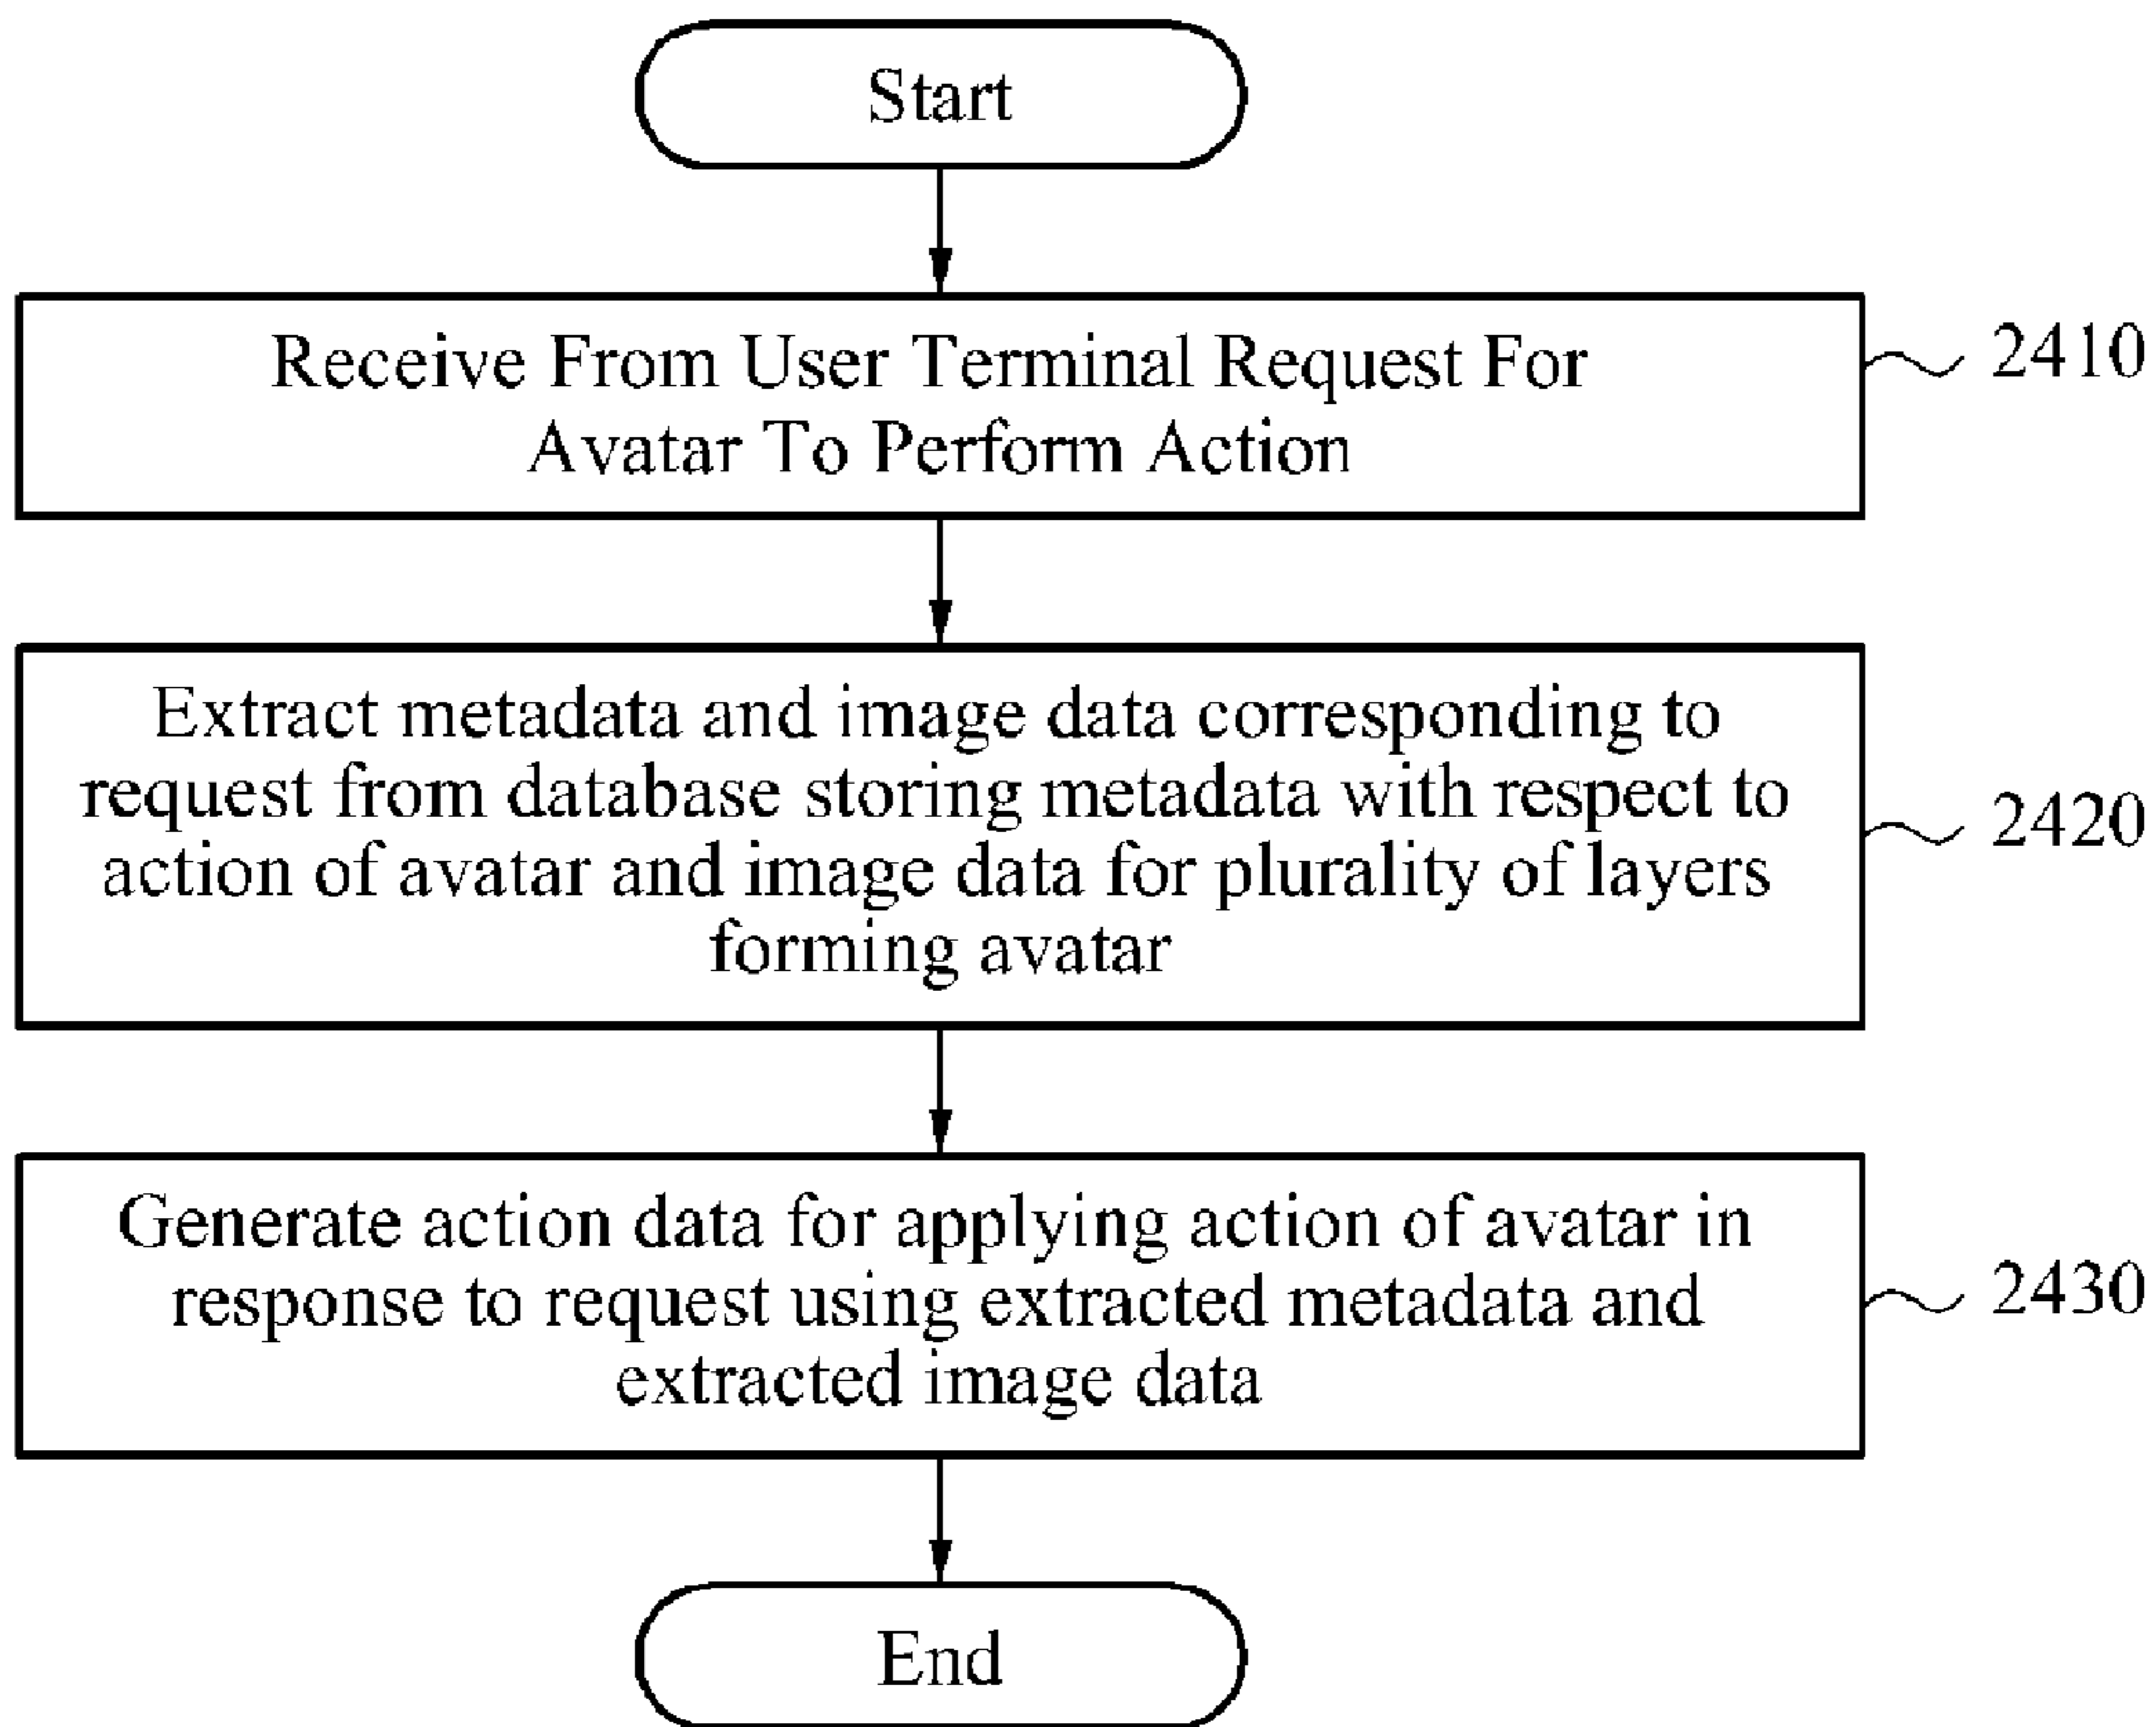 Start
Receive From User Terminal Request For
Avatar To Perform Action
2410
Extract metadata and image data corresponding to
request from database storing metadata with respect to
action of avatar and image data for plurality of layers
forming avatar
2420
Generate action data for applying action of avatar in
response to request using extracted metadata and
extracted image data
2430
End